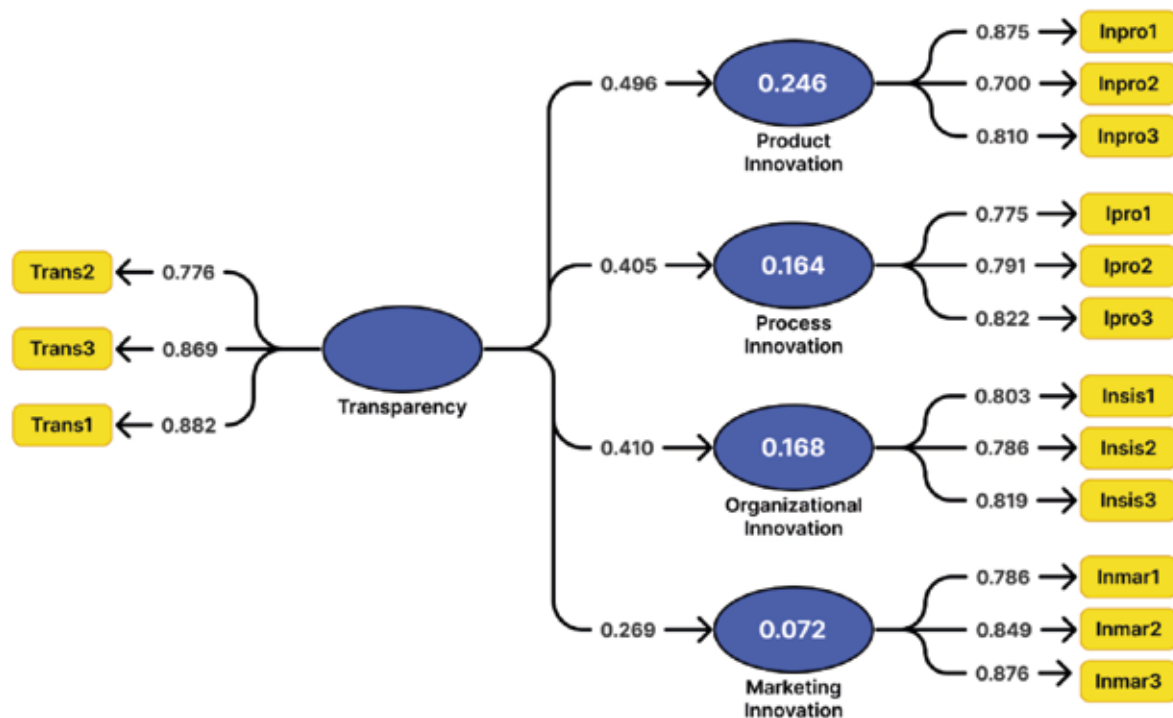 Trans2
0.776
Trans3
0.869
Trans1
0.882
Transparency
0.496
0.246
Product
Innovation
0.875
Inpro1
0.700
Inpro2
0.810
Inpro3
0.405
0.164
Process
Innovation
0.775
Ipro1
0.791
Ipro2
0.822
Ipro3
0.410
0.168
Organizational
Innovation
0.803
Insis1
0.786
Insis2
0.819
Insis3
0.269
0.072
Marketing
Innovation
0.786
Inmar1
0.849
Inmar2
0.876
Inmar3